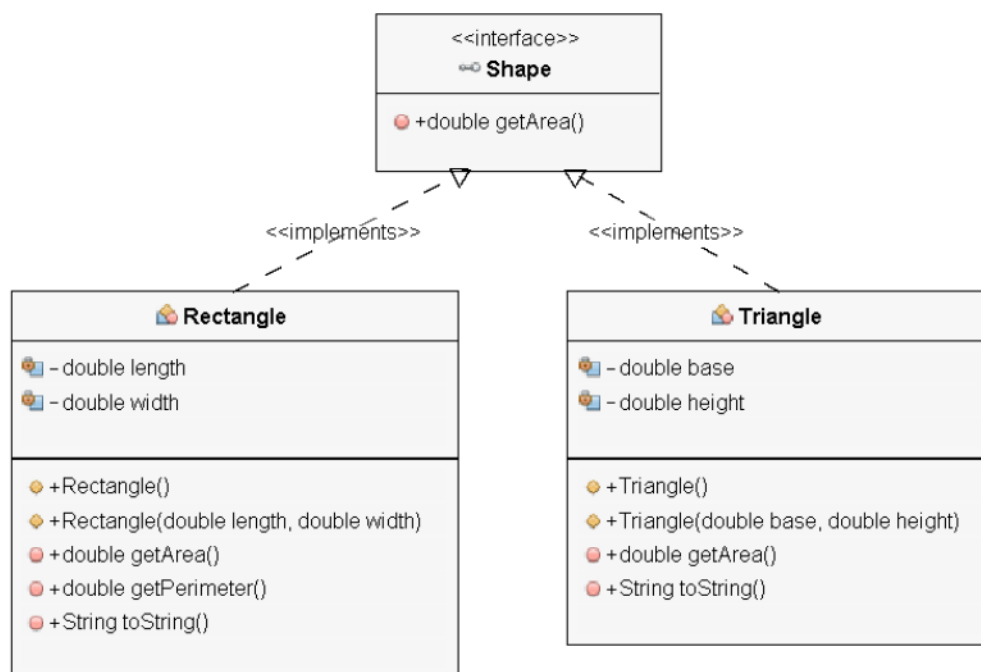 <<interface>>
Shape
+double getArea()
<<implements>>
<<implements>>
Rectangle
- double length
- double width
+Rectangle()
+Rectangle(double length, double width)
+double getArea()
+double getPerimeter()
+String toString()
Triangle
- double base
- double height
+Triangle()
+Triangle(double base, double height)
+double getArea()
+String toString()